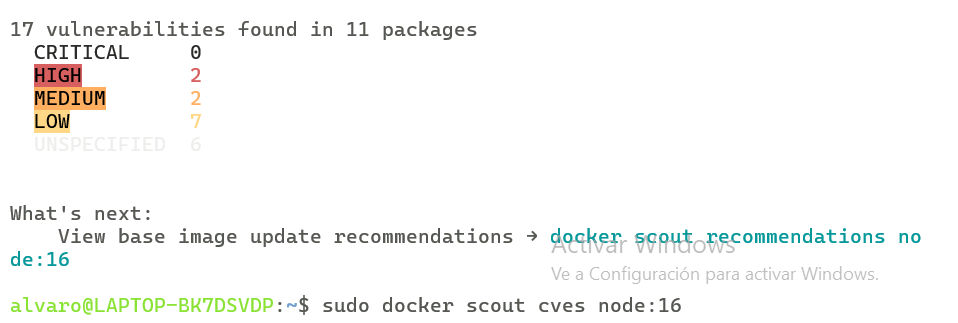 17 vulnerabilities found in 11 packages
CRITICAL 0
HIGH 2
MEDIUM 2
LOW 7
UNSPECIFIED 6
What's next:
View base image update recommendations → docker scout recommendations no
de:16
Activar Windows
Ve a Configuración para activar Windows.
alvaro@LAPTOP-BK7DSVDP:~$ sudo docker scout cves node:16